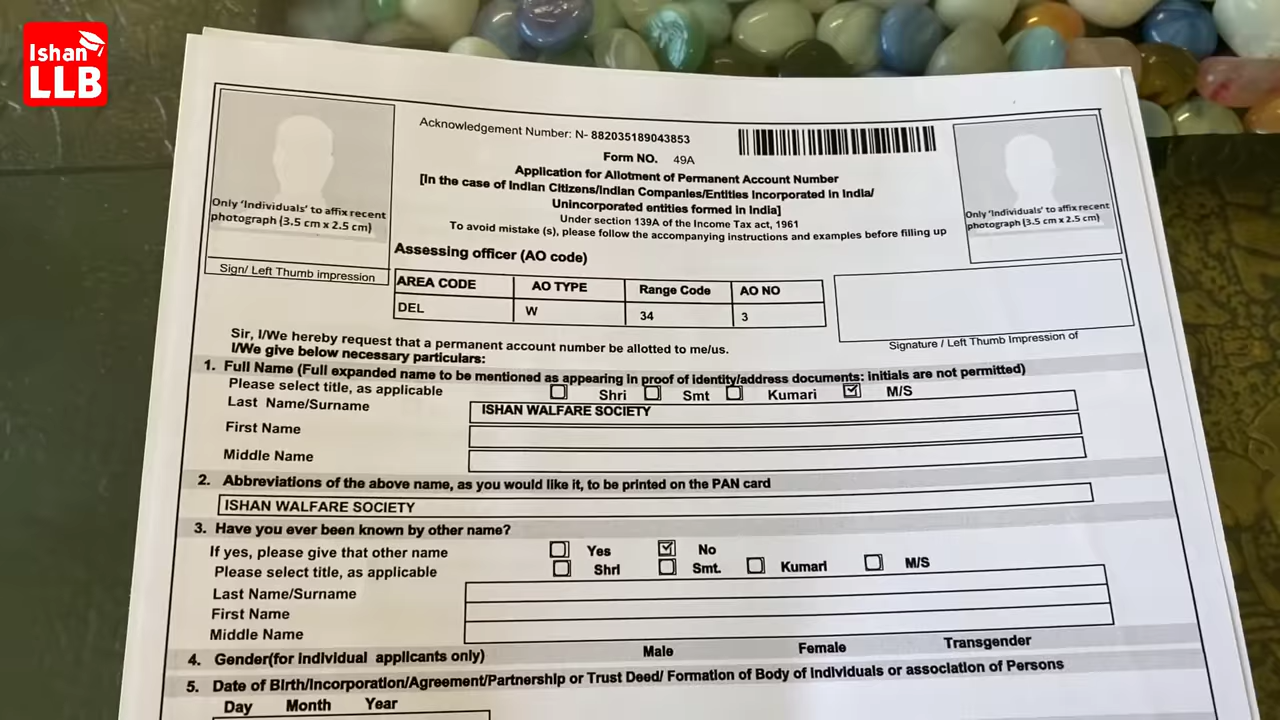 Ishan
LLB
Acknowledgement Number: N- 882035189043853
Form NO. 49A
Application for Allotment of Permanent Account Number
[In the case of Indian Citizens/Indian Companies/Entities Incorporated in India/
Unincorporated entities formed in India]
Under section 139A of the Income Tax act, 1961
To avoid mistake (s), please follow the accompanying instructions and examples before filling up
Only 'Individuals' to affix recent
photograph (3.5 cm x 2.5 cm)
Sign/ Left Thumb impression
Only 'Individuals' to affix recent
photograph (3.5 cm x 2.5 cm)
Signature / Left Thumb Impression of
Assessing officer (AO code)
AREA CODE AO TYPE Range Code AO NO
DEL W 34 3
Sir, I/We hereby request that a permanent account number be allotted to me/us.
I/We give below necessary particulars:
1. Full Name (Full expanded name to be mentioned as appearing in proof of identity/address documents: initials are not permitted)
Please select title, as applicable Shri Smt Kumari M/S
Last Name/Surname ISHAN WALFARE SOCIETY
First Name
Middle Name
2. Abbreviations of the above name, as you would like it, to be printed on the PAN card
ISHAN WALFARE SOCIETY
3. Have you ever been known by other name?
If yes, please give that other name Yes No
Please select title, as applicable Shri Smt. Kumari M/S
Last Name/Surname
First Name
Middle Name
4. Gender(for Individual applicants only) Male Female Transgender
5. Date of Birth/Incorporation/Agreement/Partnership or Trust Deed/ Formation of Body of Individuals or association of Persons
Day Month Year